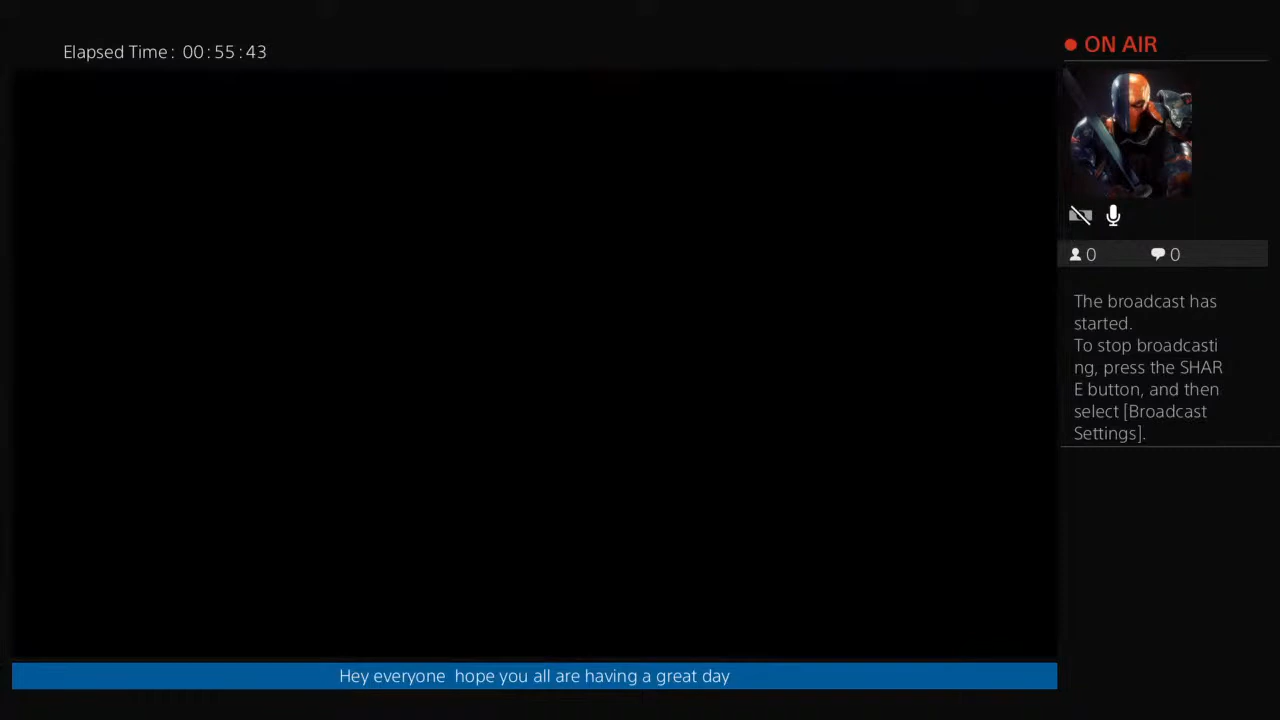 Elapsed Time: 00:55:43
ON AIR
0 0
The broadcast has
started.
To stop broadcasti
ng, press the SHAR
E button, and then
select [Broadcast
Settings].
Hey everyone  hope you all are having a great day